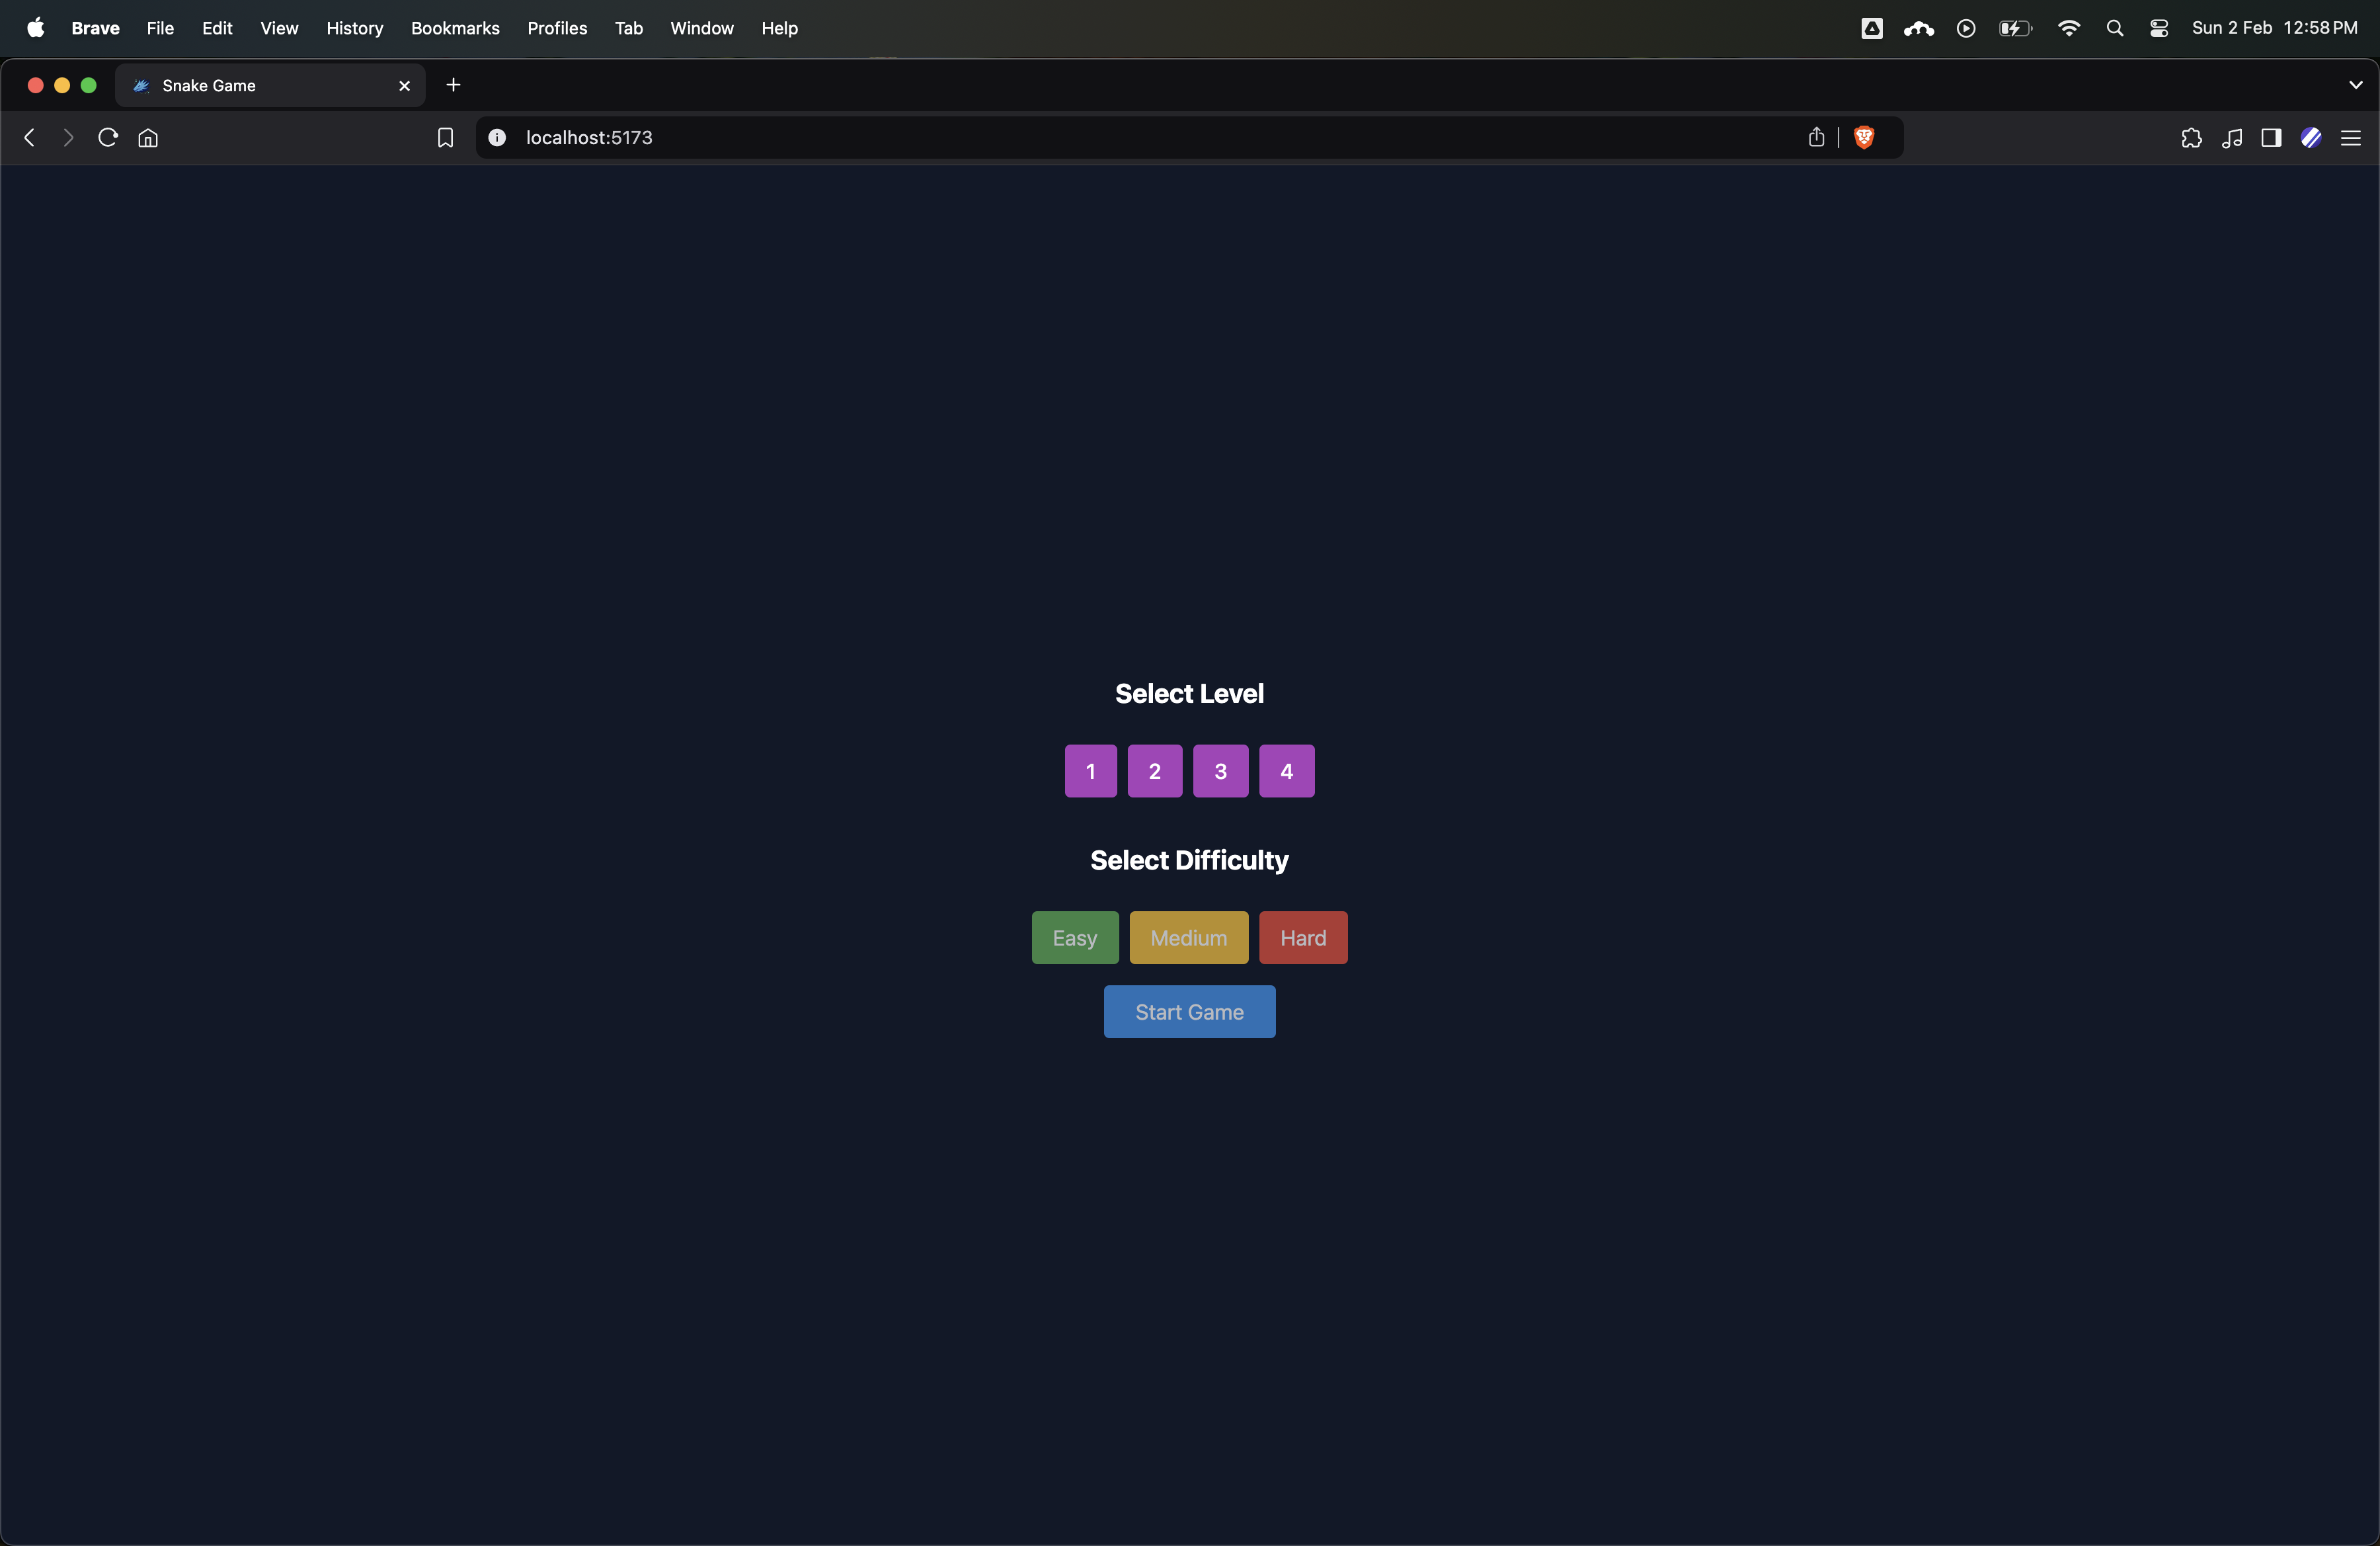 Brave File Edit View History Bookmarks Profiles Tab Window Help Sun 2 Feb 12:58 PM
Snake Game
localhost:5173
Select Level
1 2 3 4
Select Difficulty
Easy Medium Hard
Start Game